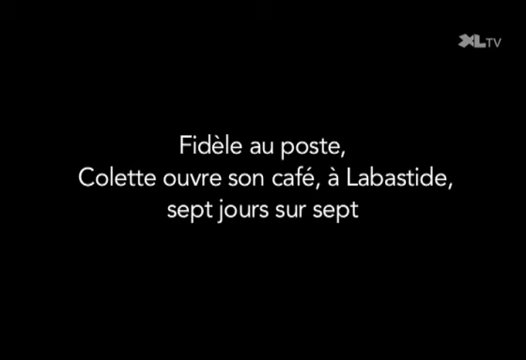 XLTV
Fidèle au poste,
Colette ouvre son café, à Labastide,
sept jours sur sept